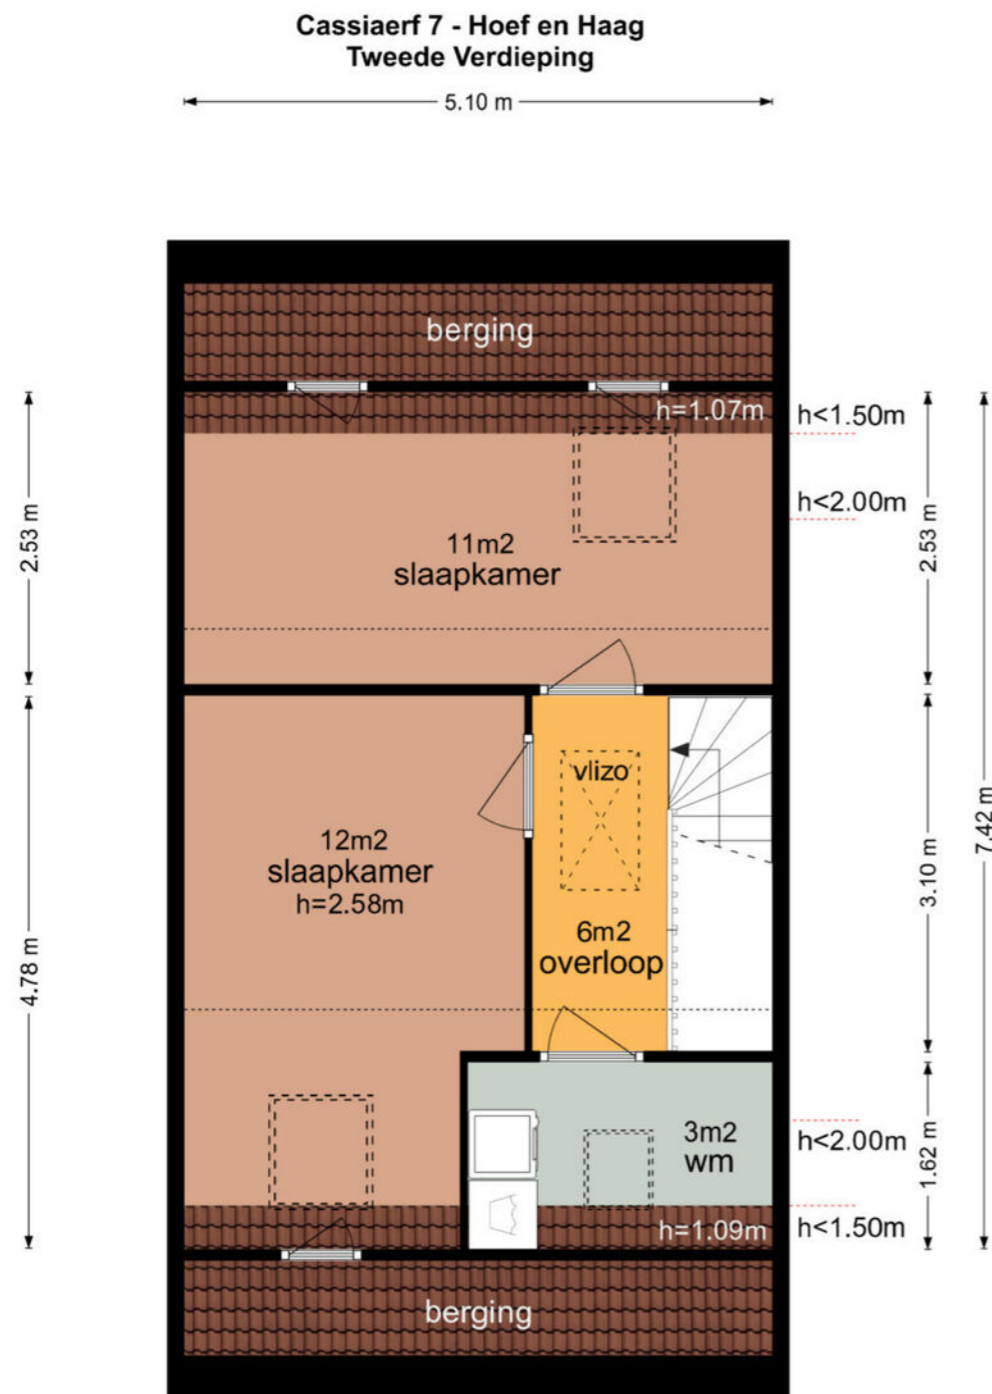 Cassiaerf 7 - Hoef en Haag
Tweede Verdieping
5.10 m
berging
h=1.07m
h<1.50m
h<2.00m
2.53 m
2.53 m
11m2
slaapkamer
vlizo
12m2
slaapkamer
h=2.58m
6m2
overloop
4.78 m
3.10 m
7.42 m
3m2
wm
h<2.00m
1.62 m
h=1.09m
h<1.50m
berging